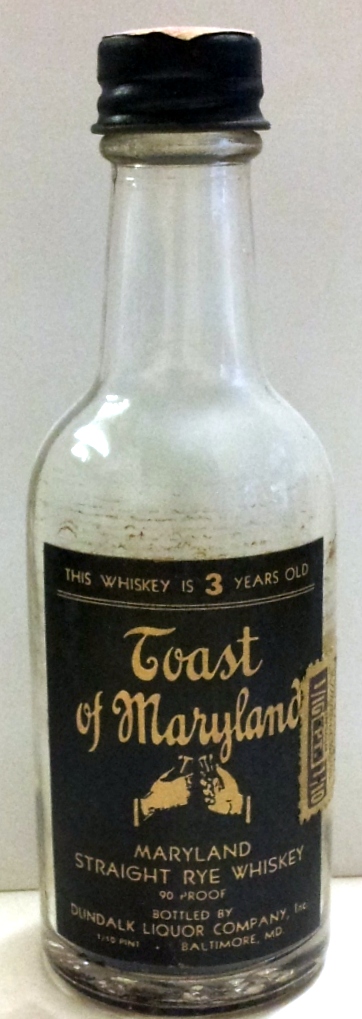 THIS WHISKEY IS 3 YEARS OLD
Toast
of Maryland
MARYLAND
STRAIGHT RYE WHISKEY
90 PROOF
BOTTLED BY
DUNDALK LIQUOR COMPANY, Inc.
1/10 PINT • BALTIMORE, MD.